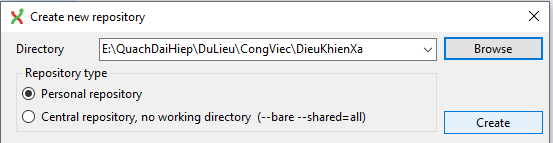 Create new repository
Directory E:\QuachDaiHiep\DuLieu\CongViec\DieuKhienXa Browse
Repository type
Personal repository
Central repository, no working directory (--bare --shared=all)
Create